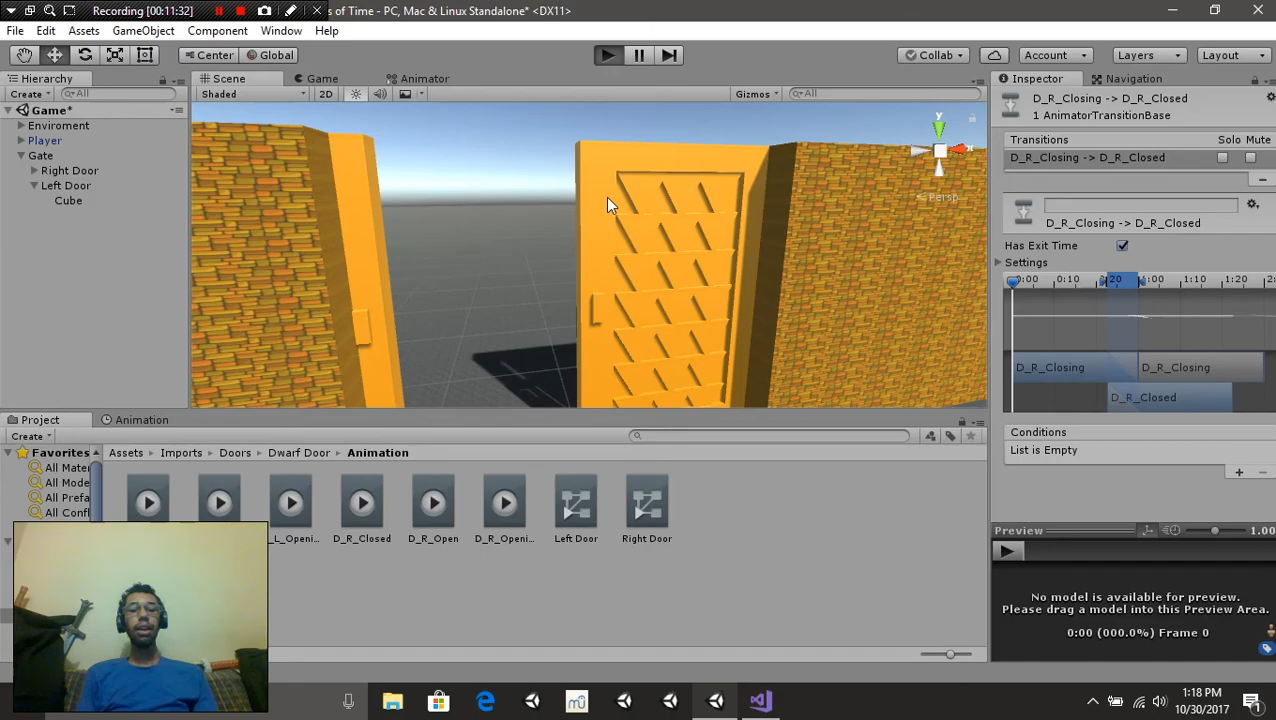 Recording [00:11:32]
s of Time - PC, Mac & Linux Standalone* <DX11>
File Edit Assets GameObject Component Window Help
Center Global Collab Account Layers Layout
Hierarchy
Create All
Game*
Enviroment
Player
Gate
Right Door
Left Door
Cube
Scene Game Animator
Shaded 2D Gizmos All
y
x
Persp
Inspector Navigation
D_R_Closing -> D_R_Closed
1 AnimatorTransitionBase
Transitions Solo Mute
D_R_Closing -> D_R_Closed
D_R_Closing -> D_R_Closed
Has Exit Time
Settings
0:00 0:10 20 1:10 1:20
D_R_Closing D_R_Closing
D_R_Closed
Conditions
List is Empty
Preview 1.00
No model is available for preview.
Please drag a model into this Preview Area.
0:00 (000.0%) Frame 0
Project Animation
Create
Favorites
All Mater
All Mode
All Prefa
All Confl
Assets Imports Doors Dwarf Door Animation
D_R_Closed D_R_Open D_R_Openi... Left Door Right Door
1:18 PM
10/30/2017